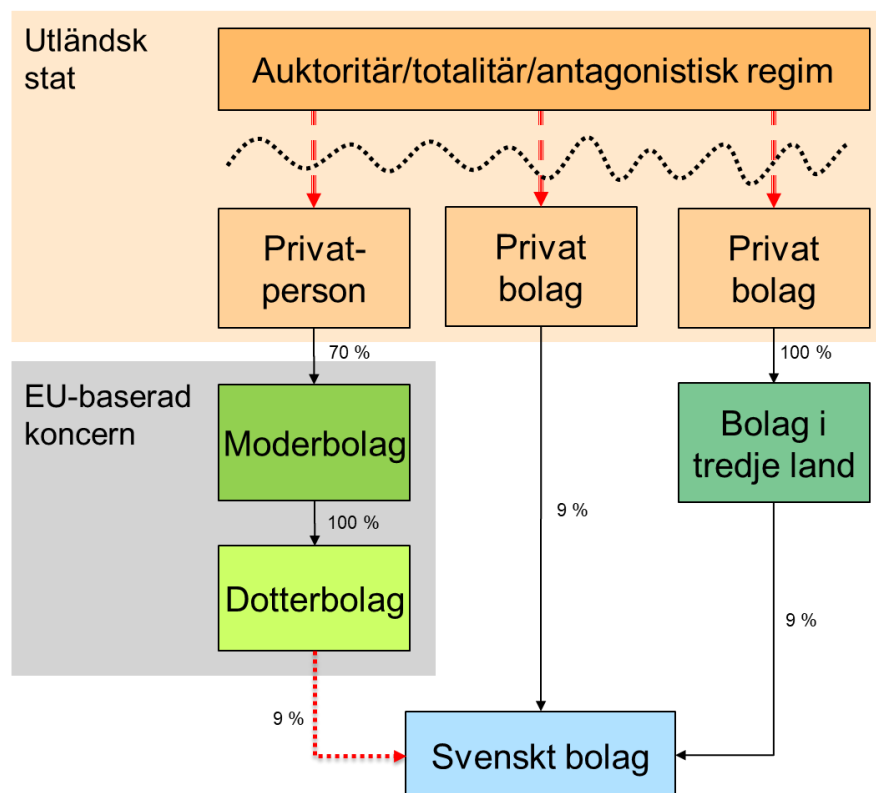 Utländsk
stat
Auktoritär/totalitär/antagonistisk regim
Privat-
person
Privat
bolag
Privat
bolag
70 %
100 %
EU-baserad
koncern
Moderbolag
Bolag i
tredje land
100 %
9 %
Dotterbolag
9 %
9 %
Svenskt bolag